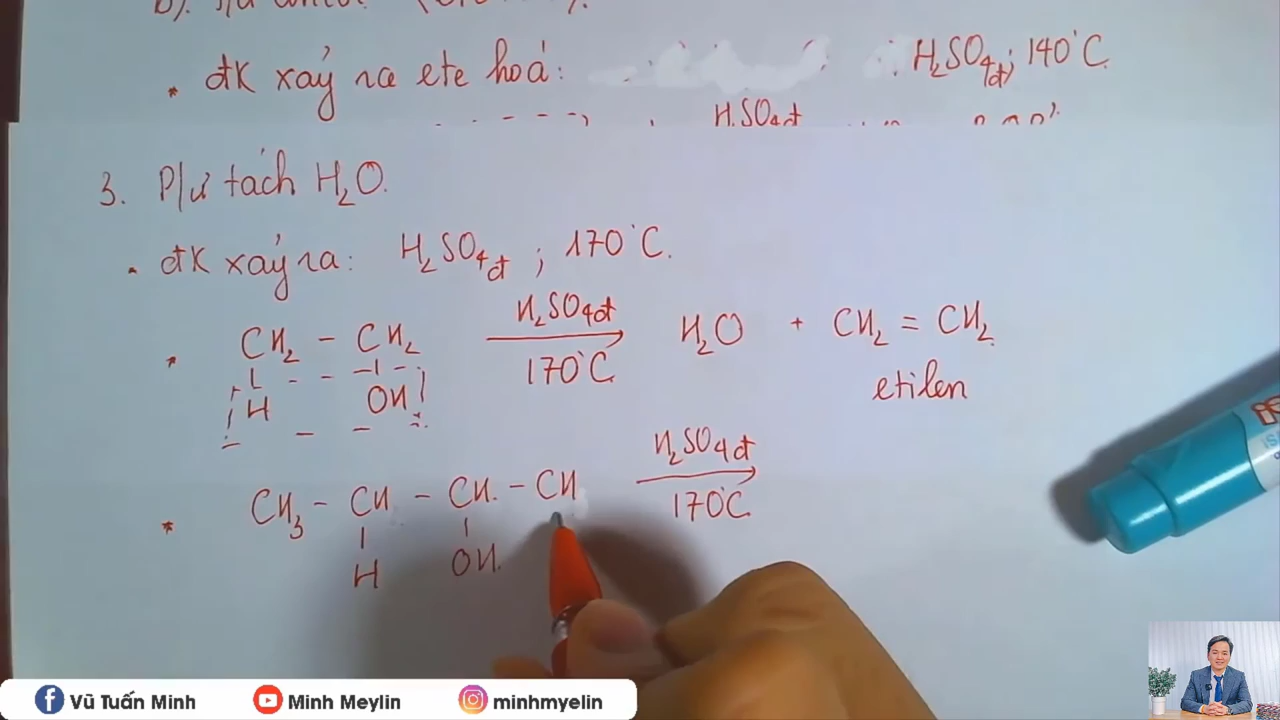 * đK xảy ra ete hoá: H₂SO₄đ; 140°C.
H₂SO₄đ
3. P/ư tách H₂O.
. đK xảy ra: H₂SO₄đ ; 170°C.
* CH₂ - CH₂ H₂SO₄đ 170°C H₂O + CH₂ = CH₂
H OH etilen
* CH₃ - CH - CH - CH H₂SO₄đ 170°C
H OH
Vũ Tuấn Minh Minh Meylin minhmyelin